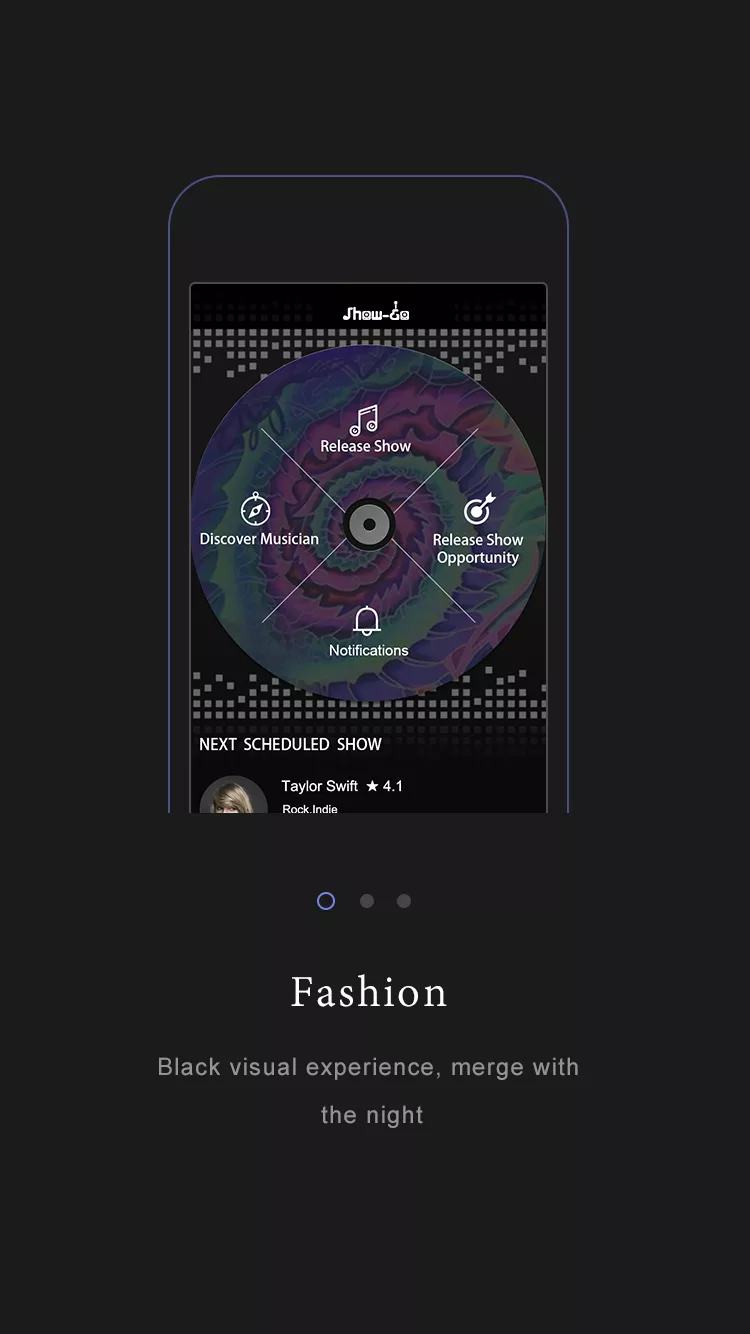 Show-Go
Release Show
Discover Musician
Release Show
Opportunity
Notifications
NEXT SCHEDULED SHOW
Taylor Swift ★ 4.1
Rock,Indie
Fashion
Black visual experience, merge with
the night